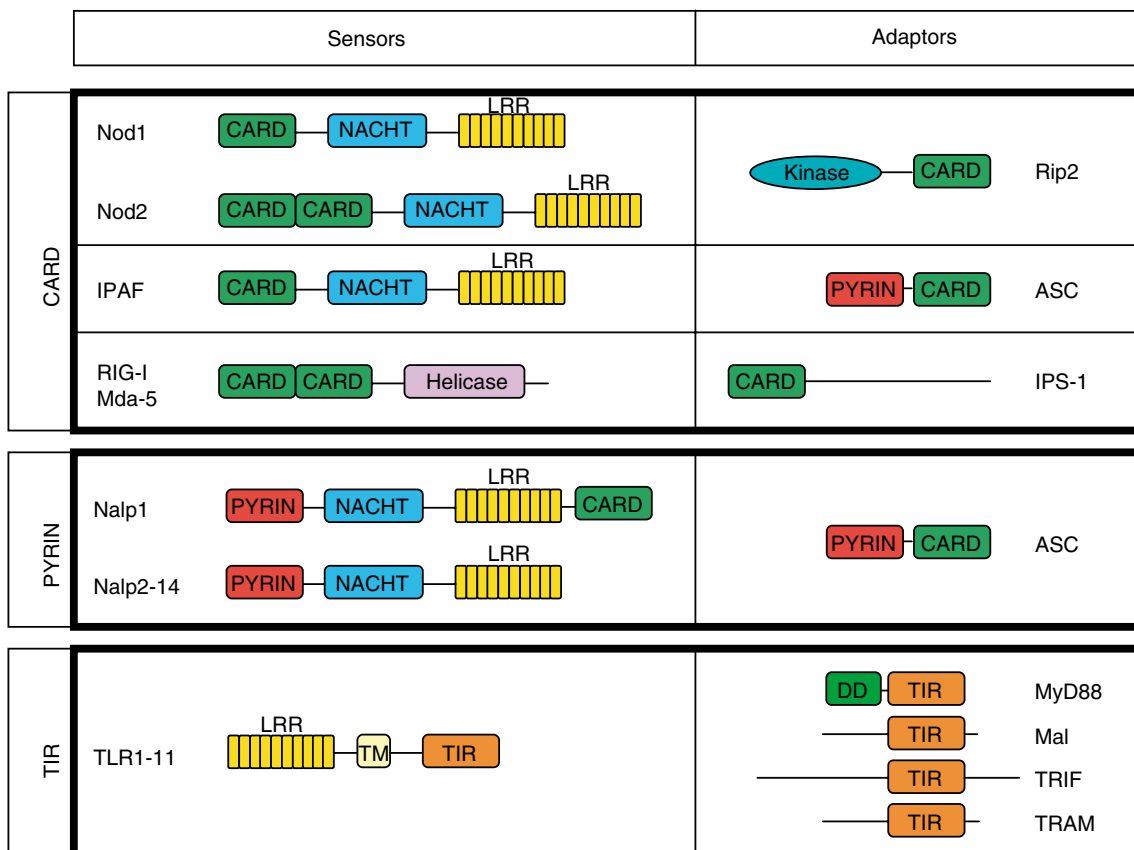 Sensors Adaptors
CARD
LRR
Nod1 CARD NACHT
Kinase CARD Rip2
LRR
Nod2 CARD CARD NACHT
LRR
IPAF CARD NACHT PYRIN CARD ASC
RIG-I
Mda-5 CARD CARD Helicase CARD IPS-1
PYRIN
LRR
Nalp1 PYRIN NACHT CARD
PYRIN CARD ASC
LRR
Nalp2-14 PYRIN NACHT
TIR
LRR
TLR1-11 TM TIR
DD TIR MyD88
TIR Mal
TIR TRIF
TIR TRAM